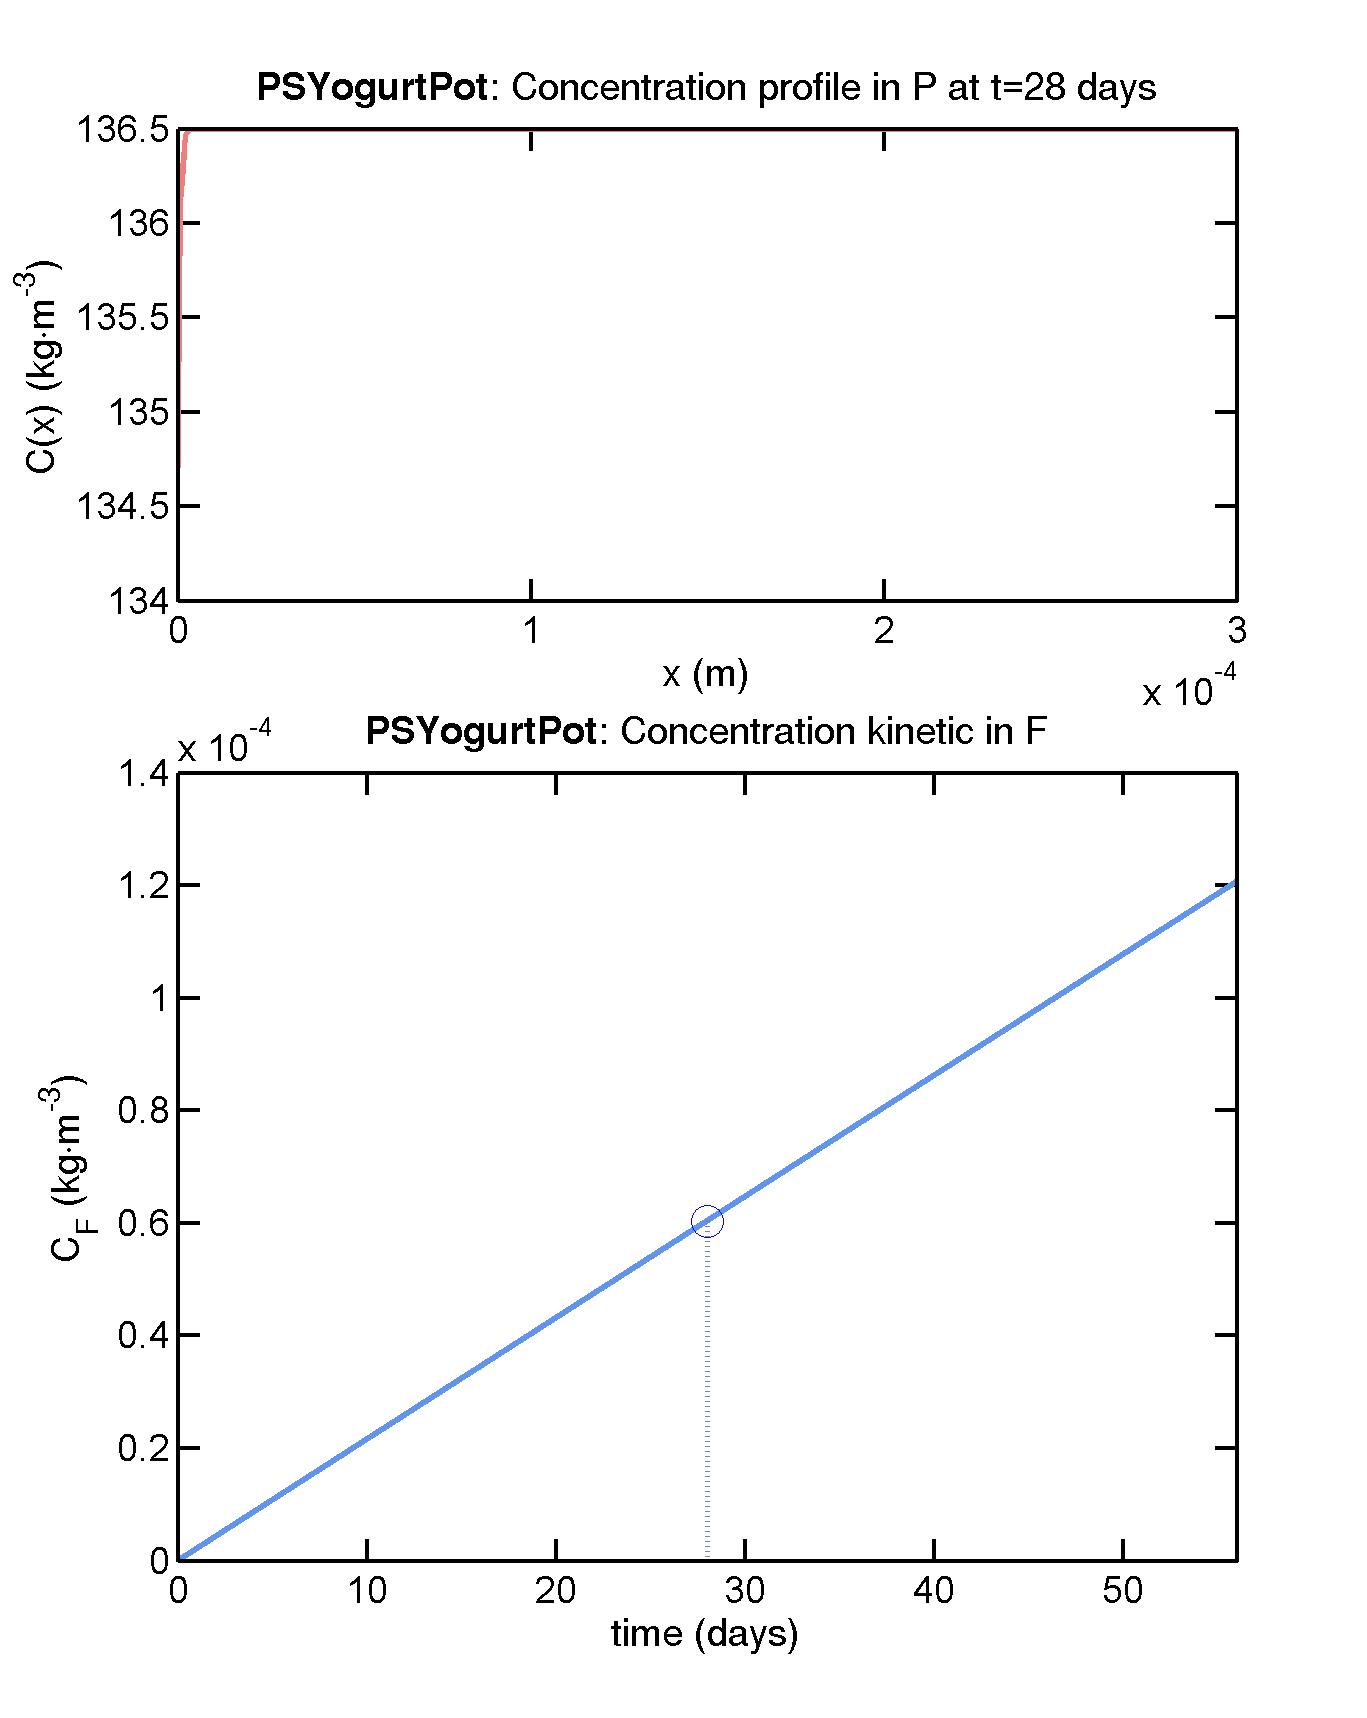 PSYogurtPot: Concentration profile in P at t=28 days
136.5
136
135.5
135
134.5
134
C(x) (kg·m⁻³)
0 1 2 3
x (m)
x 10⁻⁴
PSYogurtPot: Concentration kinetic in F
x 10⁻⁴
1.4
1.2
1
0.8
0.6
0.4
0.2
0
C_F (kg·m⁻³)
0 10 20 30 40 50
time (days)